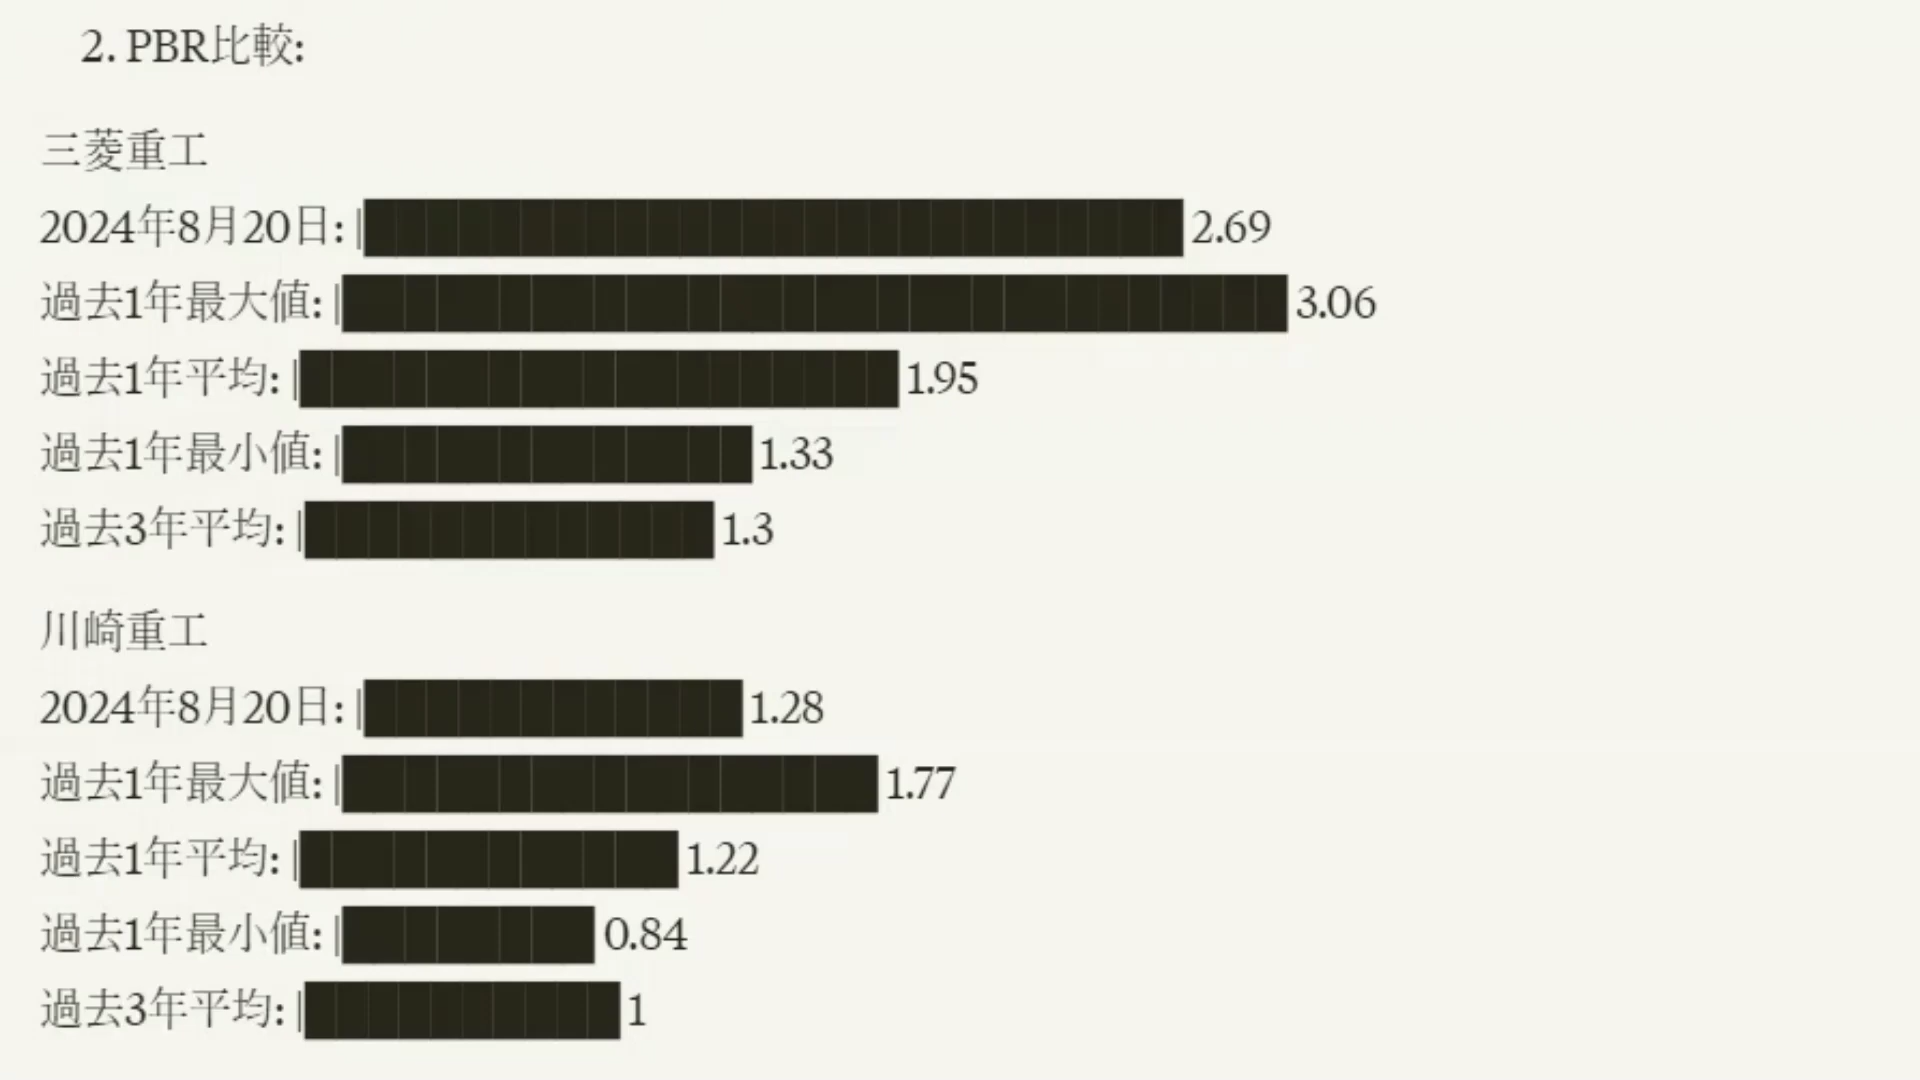 2. PBR比較:
三菱重工
2024年8月20日: |██████████████████████████ 2.69
過去1年最大値: |██████████████████████████████ 3.06
過去1年平均: |███████████████████ 1.95
過去1年最小値: |█████████████ 1.33
過去3年平均: |█████████████ 1.3
川崎重工
2024年8月20日: |████████████ 1.28
過去1年最大値: |█████████████████ 1.77
過去1年平均: |████████████ 1.22
過去1年最小値: |████████ 0.84
過去3年平均: |██████████ 1